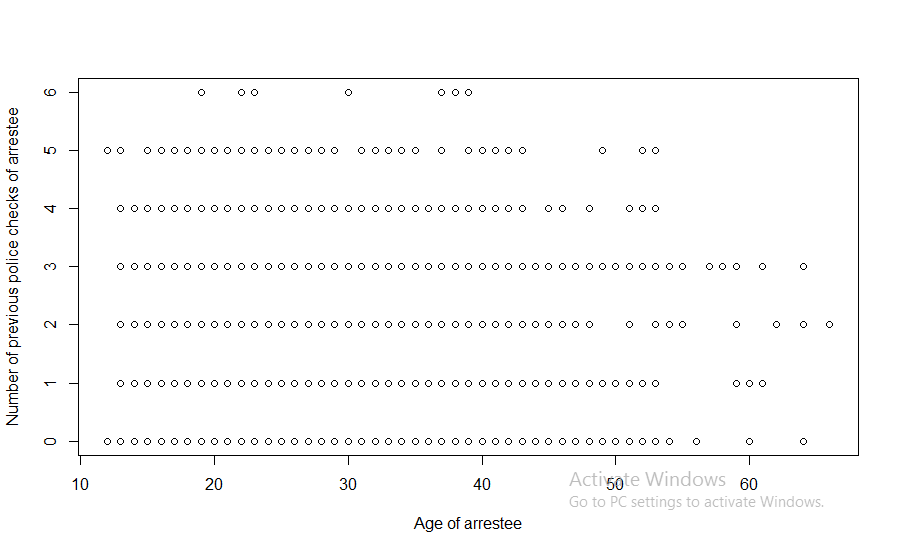 Number of previous police checks of arrestee
6
5
4
3
2
1
0
10 20 30 40 50 60
Age of arrestee
Activate Windows
Go to PC settings to activate Windows.